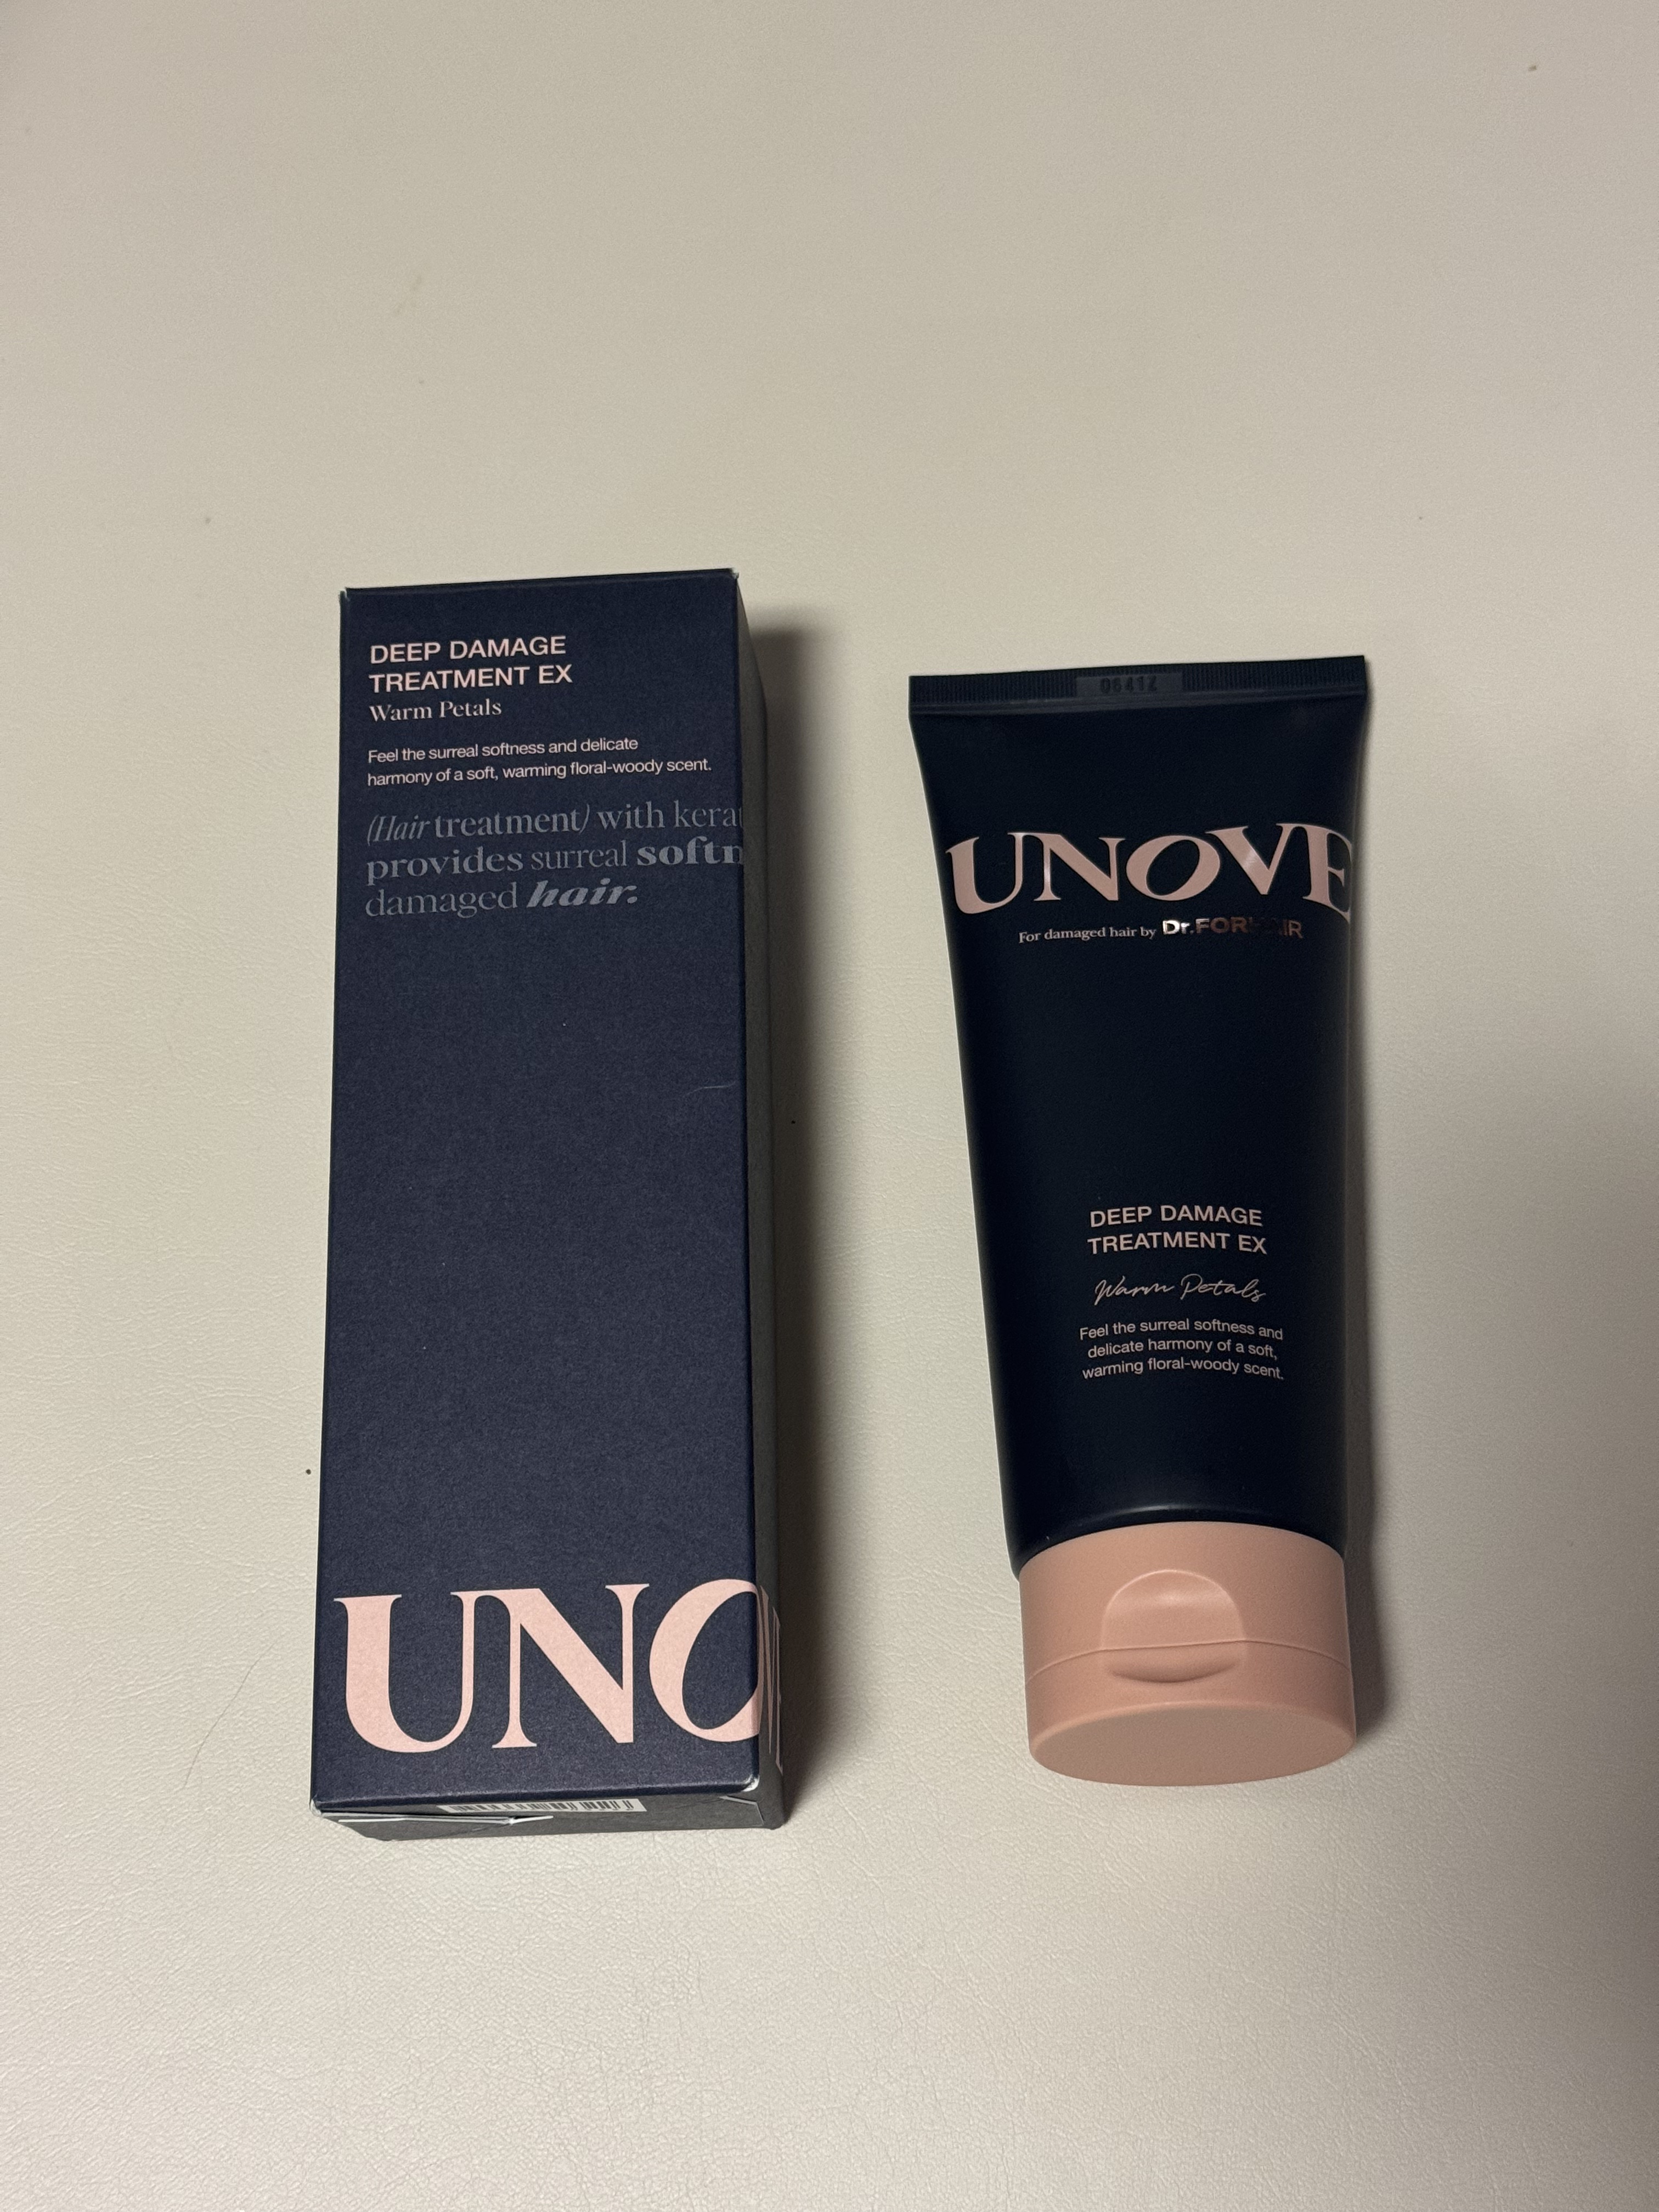 DEEP DAMAGE
TREATMENT EX
Warm Petals
Feel the surreal softness and delicate
harmony of a soft, warming floral-woody scent.
(Hair treatment) with kerat
provides surreal softn
damaged hair.
UNO
UNOVE
For damaged hair by Dr.FORHAIR
DEEP DAMAGE
TREATMENT EX
Warm Petals
Feel the surreal softness and
delicate harmony of a soft,
warming floral-woody scent.